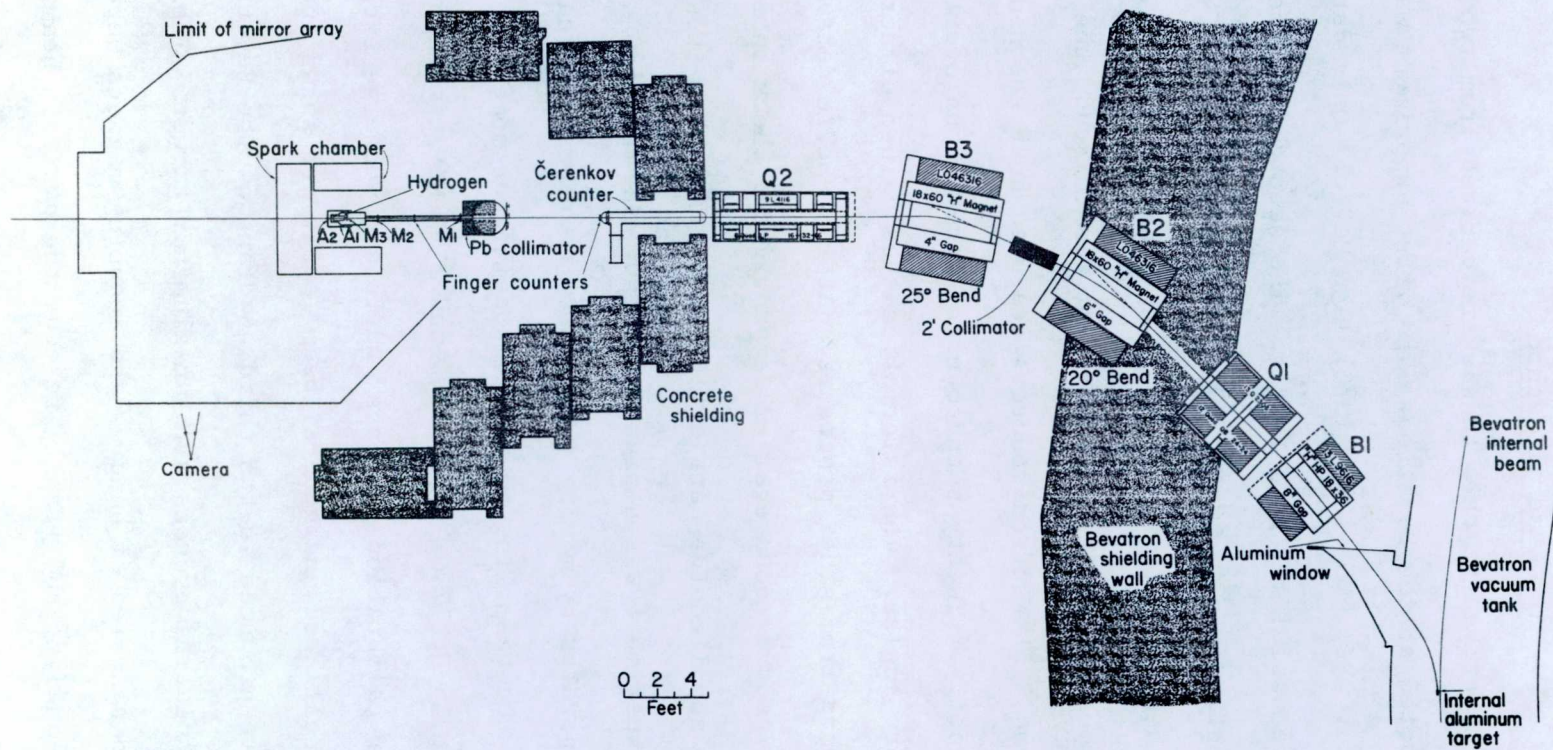 Limit of mirror array
Spark chamber
Hydrogen
A2 A1 M3 M2
M1
Pb collimator
Finger counters
Čerenkov
counter
Q2
B3
LO46316
18x60 "H" Magnet
4" Gap
25° Bend
2' Collimator
B2
LO46316
18x60 "H" Magnet
6" Gap
20° Bend
Q1
B1
"H"
HP 18x36
6" Gap
Concrete
shielding
Camera
Bevatron
shielding
wall
Aluminum
window
Bevatron
internal
beam
Bevatron
vacuum
tank
Internal
aluminum
target
0 2 4
Feet